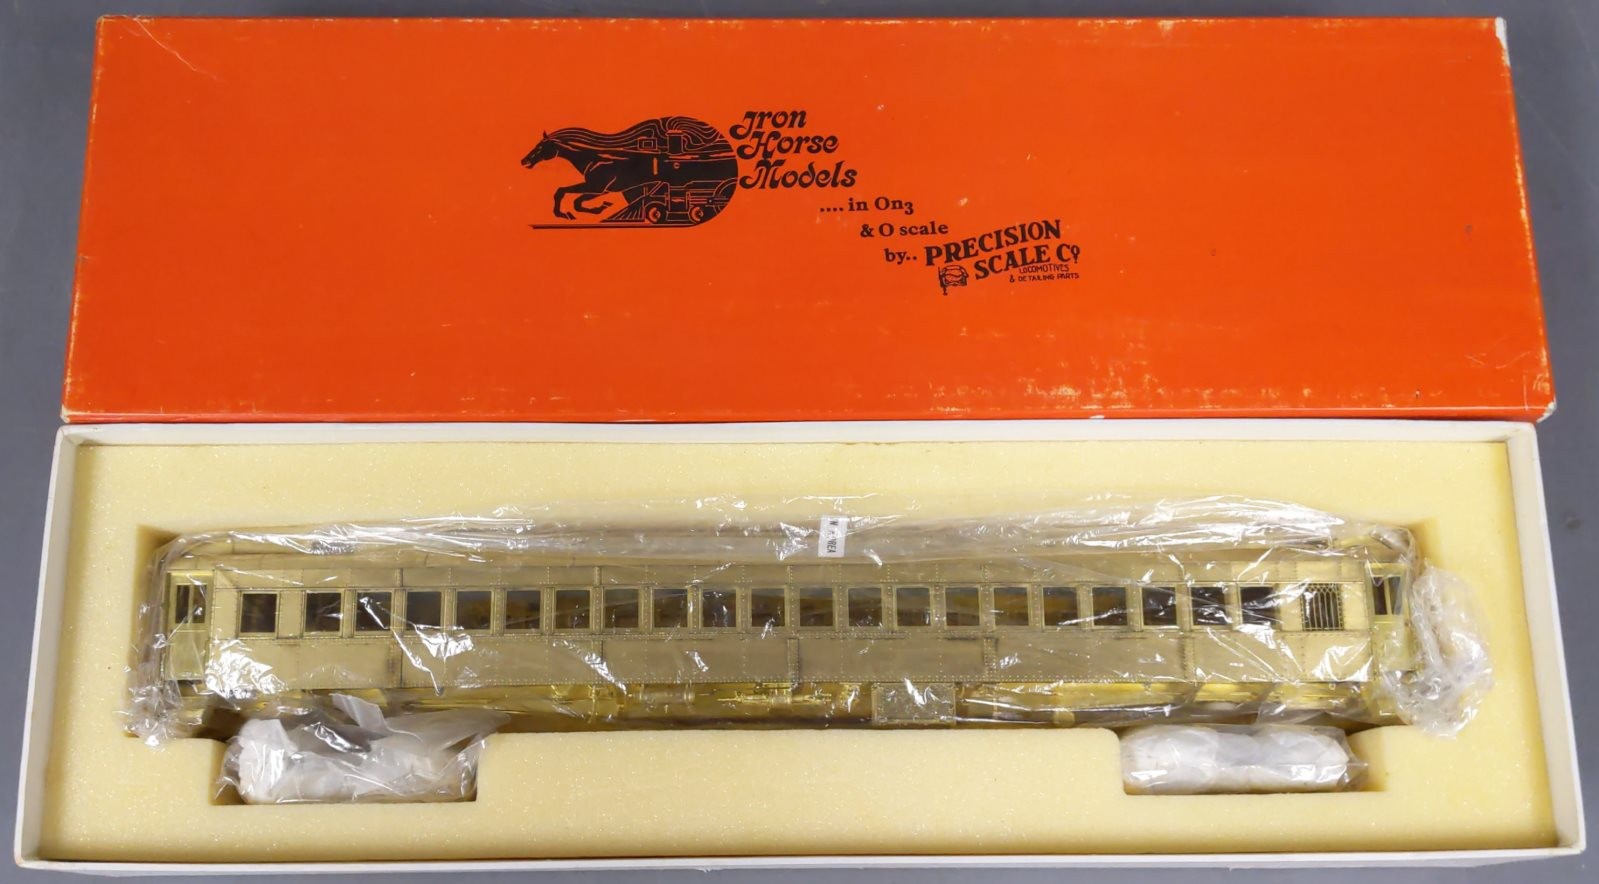 Iron
Horse
Models
.... in On3
& O scale
by.. PRECISION
SCALE Co
LOCOMOTIVES
& DETAILING PARTS